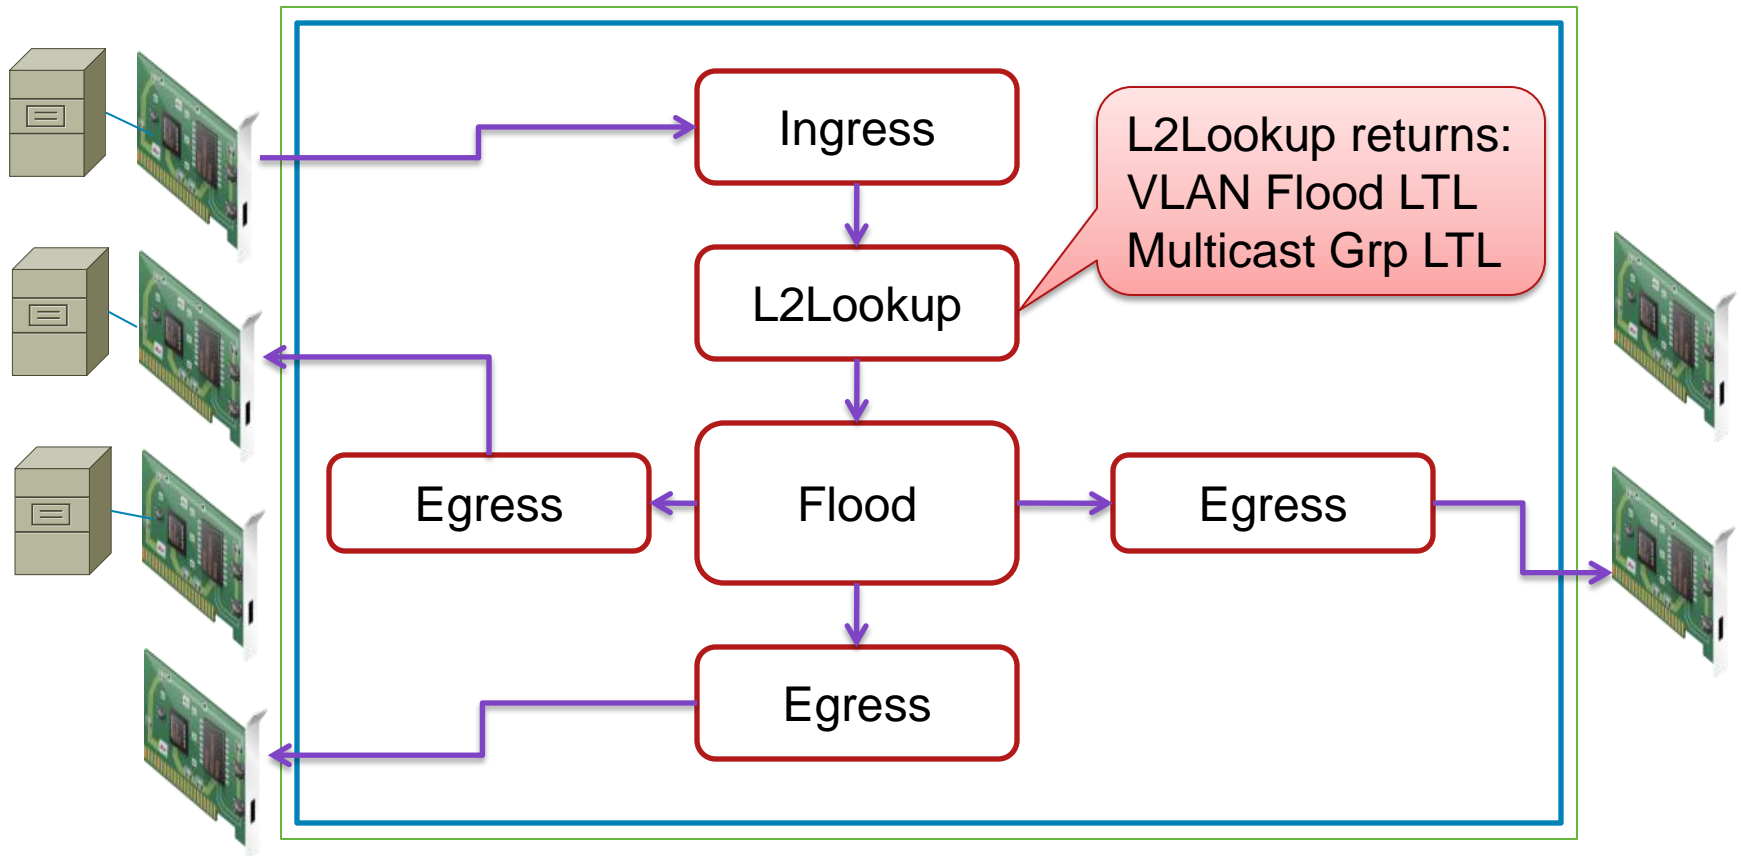 Ingress
L2Lookup returns:
VLAN Flood LTL
Multicast Grp LTL
L2Lookup
Egress
Flood
Egress
Egress